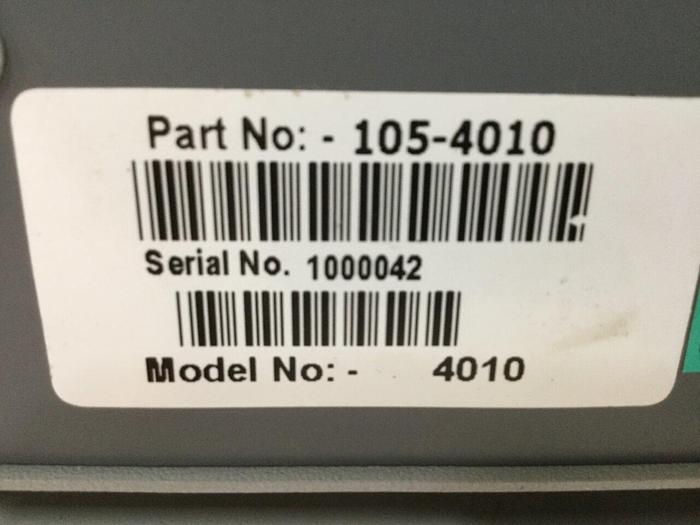 Part No: - 105-4010
Serial No. 1000042
Model No: - 4010